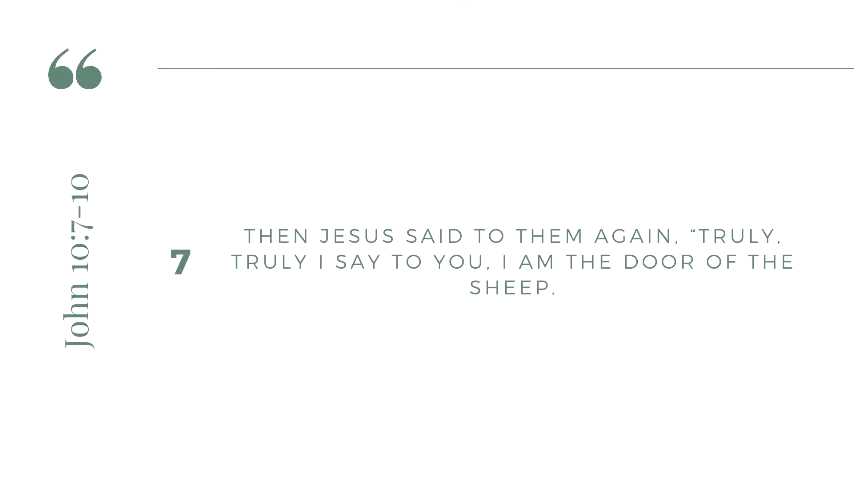 “
John 10:7-10
7
THEN JESUS SAID TO THEM AGAIN, “TRULY,
TRULY I SAY TO YOU, I AM THE DOOR OF THE
SHEEP.